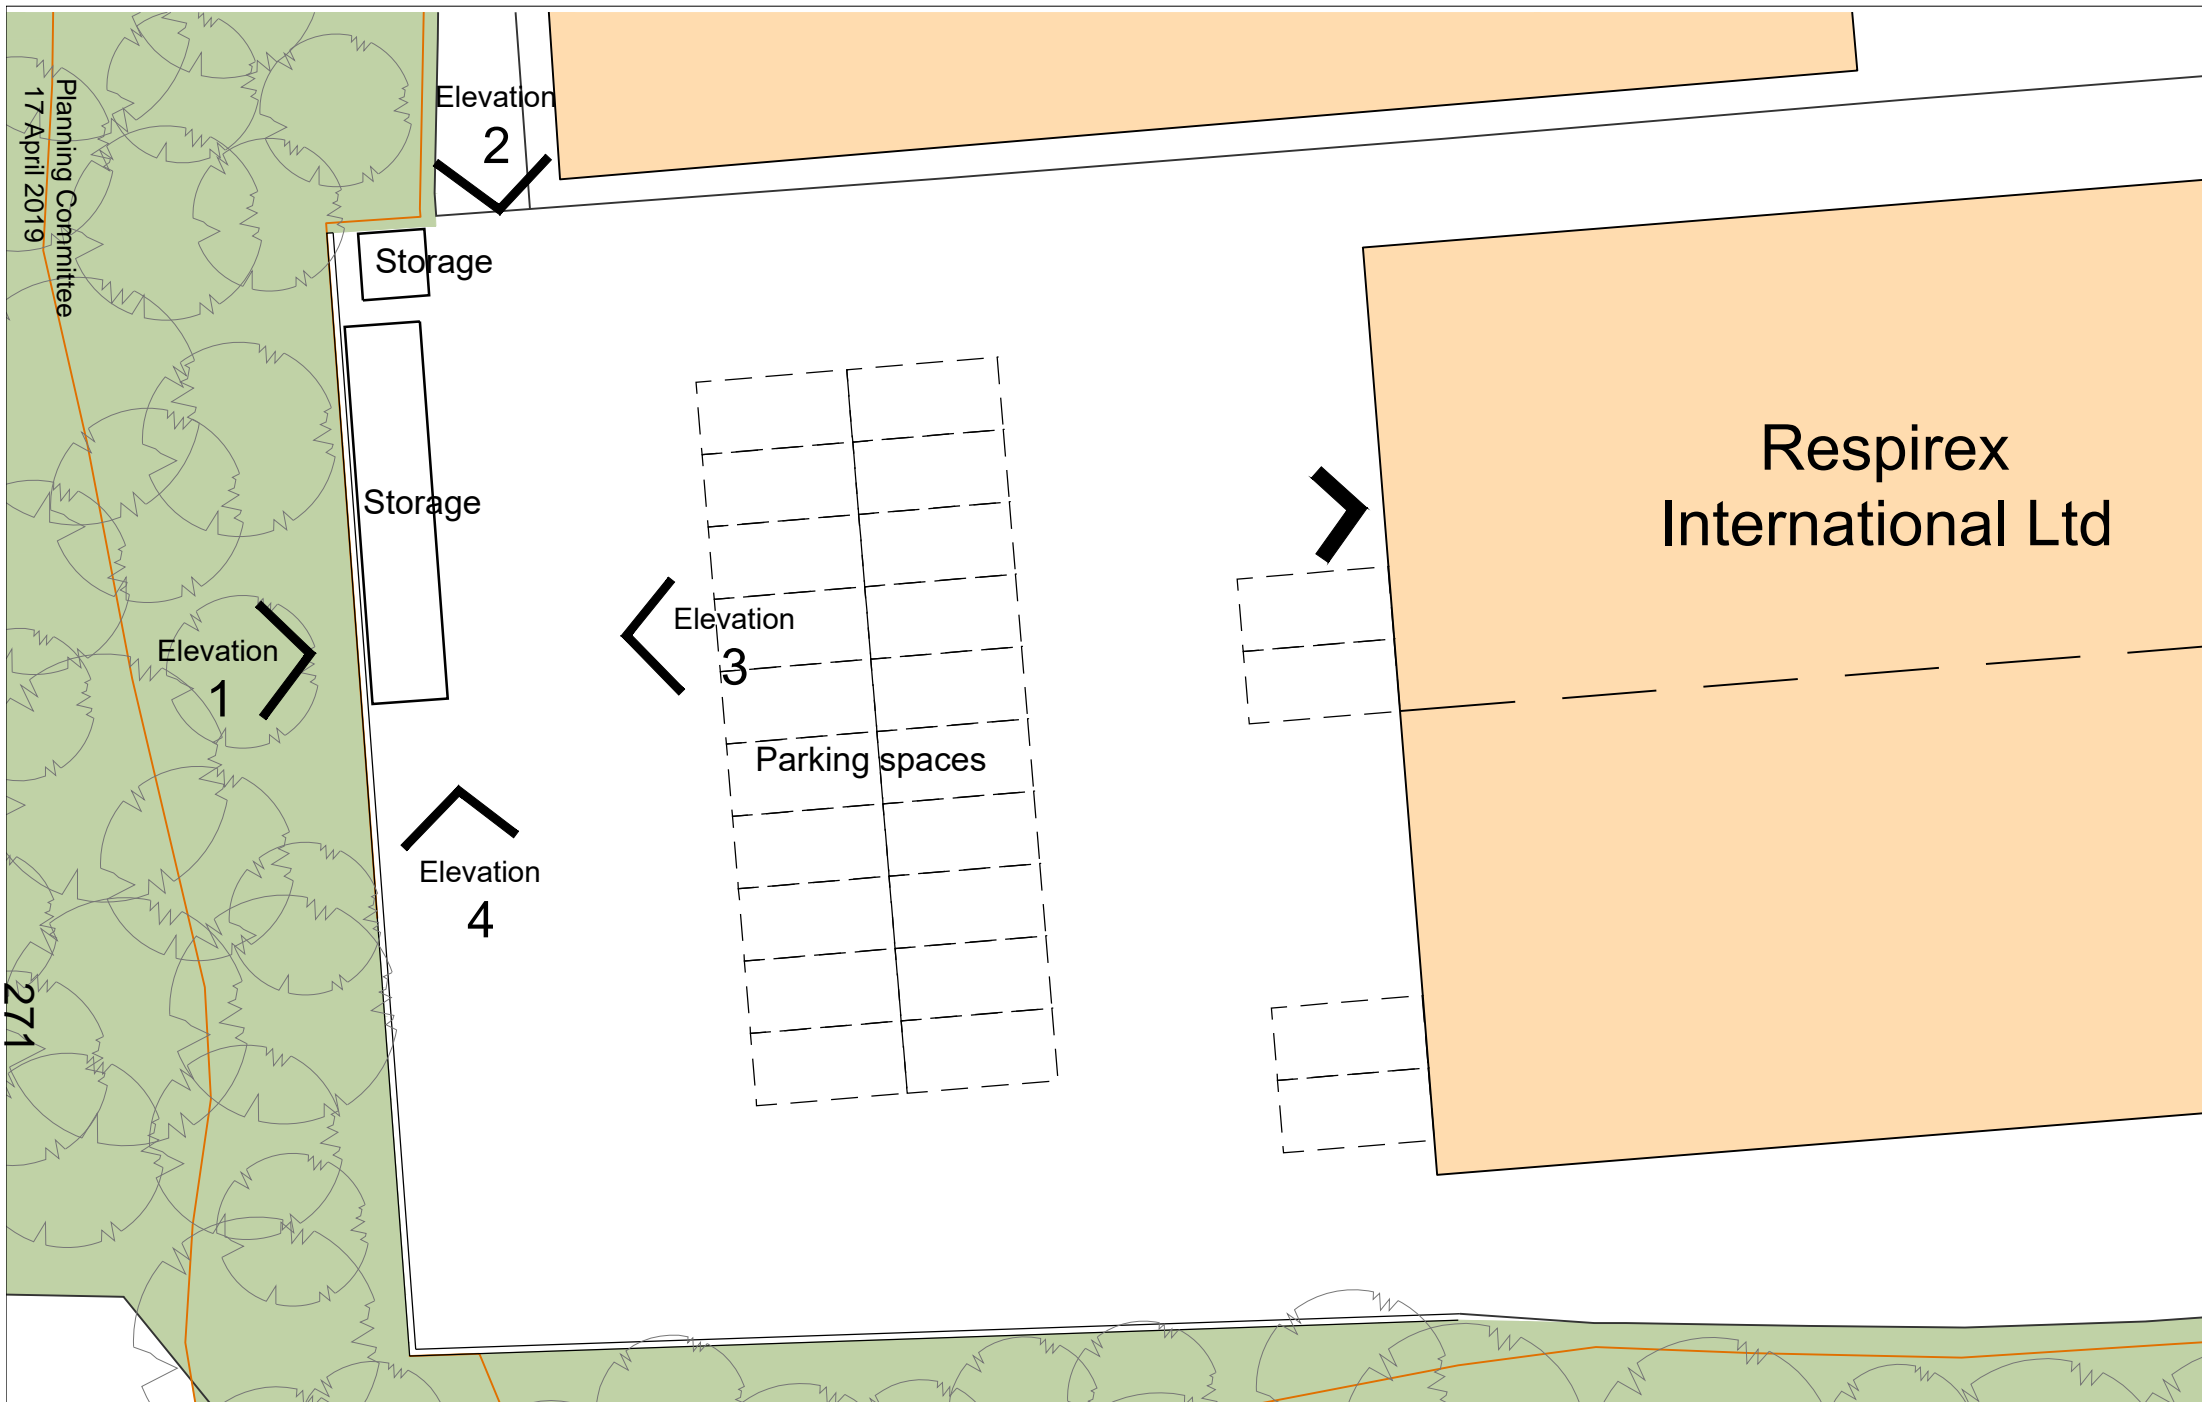 Planning Committee
17 April 2019
Elevation
2
Storage
Storage
Respirex
International Ltd
Elevation
3
Elevation
1
Parking spaces
Elevation
4
271